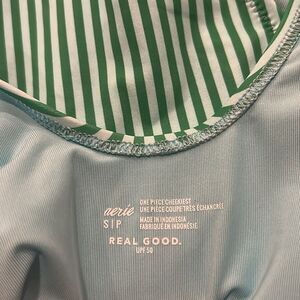 aerie
S|P
ONE PIECE CHEEKIEST
UNE PIÈCE COUPE TRÈS ÉCHANCRÉE
MADE IN INDONESIA
FABRIQUÉ EN INDONÉSIE
REAL GOOD.
UPF 50